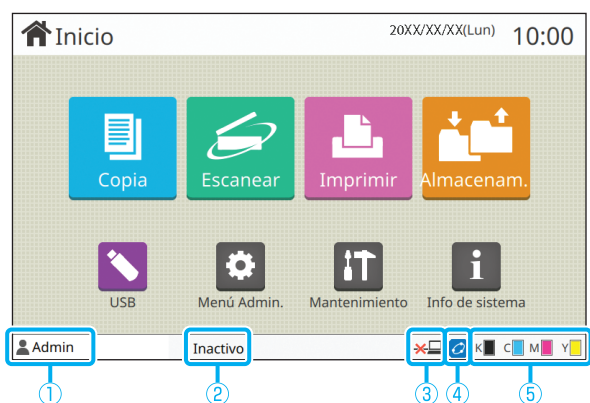 Inicio 20XX/XX/XX(Lun) 10:00
Copia Escanear Imprimir Almacenam.
USB Menú Admin. Mantenimiento Info de sistema
Admin Inactivo K C M Y
① ② ③ ④ ⑤